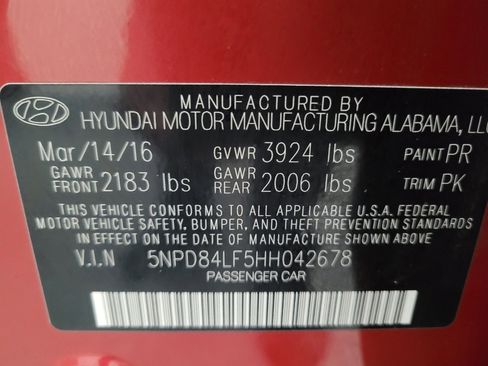 MANUFACTURED BY
HYUNDAI MOTOR MANUFACTURING ALABAMA, LLC
Mar/14/16 GVWR 3924 lbs PAINT PR
GAWR FRONT 2183 lbs GAWR REAR 2006 lbs TRIM PK
THIS VEHICLE CONFORMS TO ALL APPLICABLE U.S.A. FEDERAL
MOTOR VEHICLE SAFETY, BUMPER, AND THEFT PREVENTION STANDARDS
IN EFFECT ON THE DATE OF MANUFACTURE SHOWN ABOVE.
V.I.N 5NPD84LF5HH042678
PASSENGER CAR